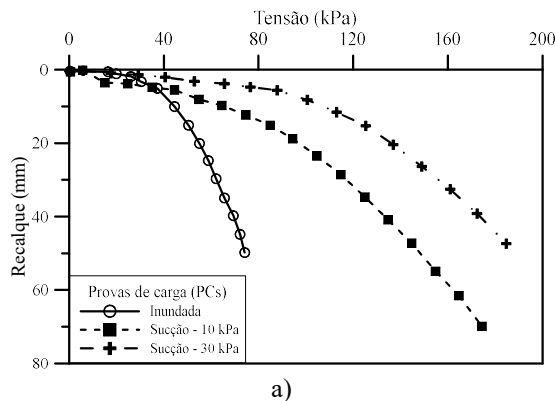 Tensão (kPa)
0 40 80 120 160 200
0
20
40
60
80
Recalque (mm)
Provas de carga (PCs)
Inundada
Sucção - 10 kPa
Sucção - 30 kPa
a)